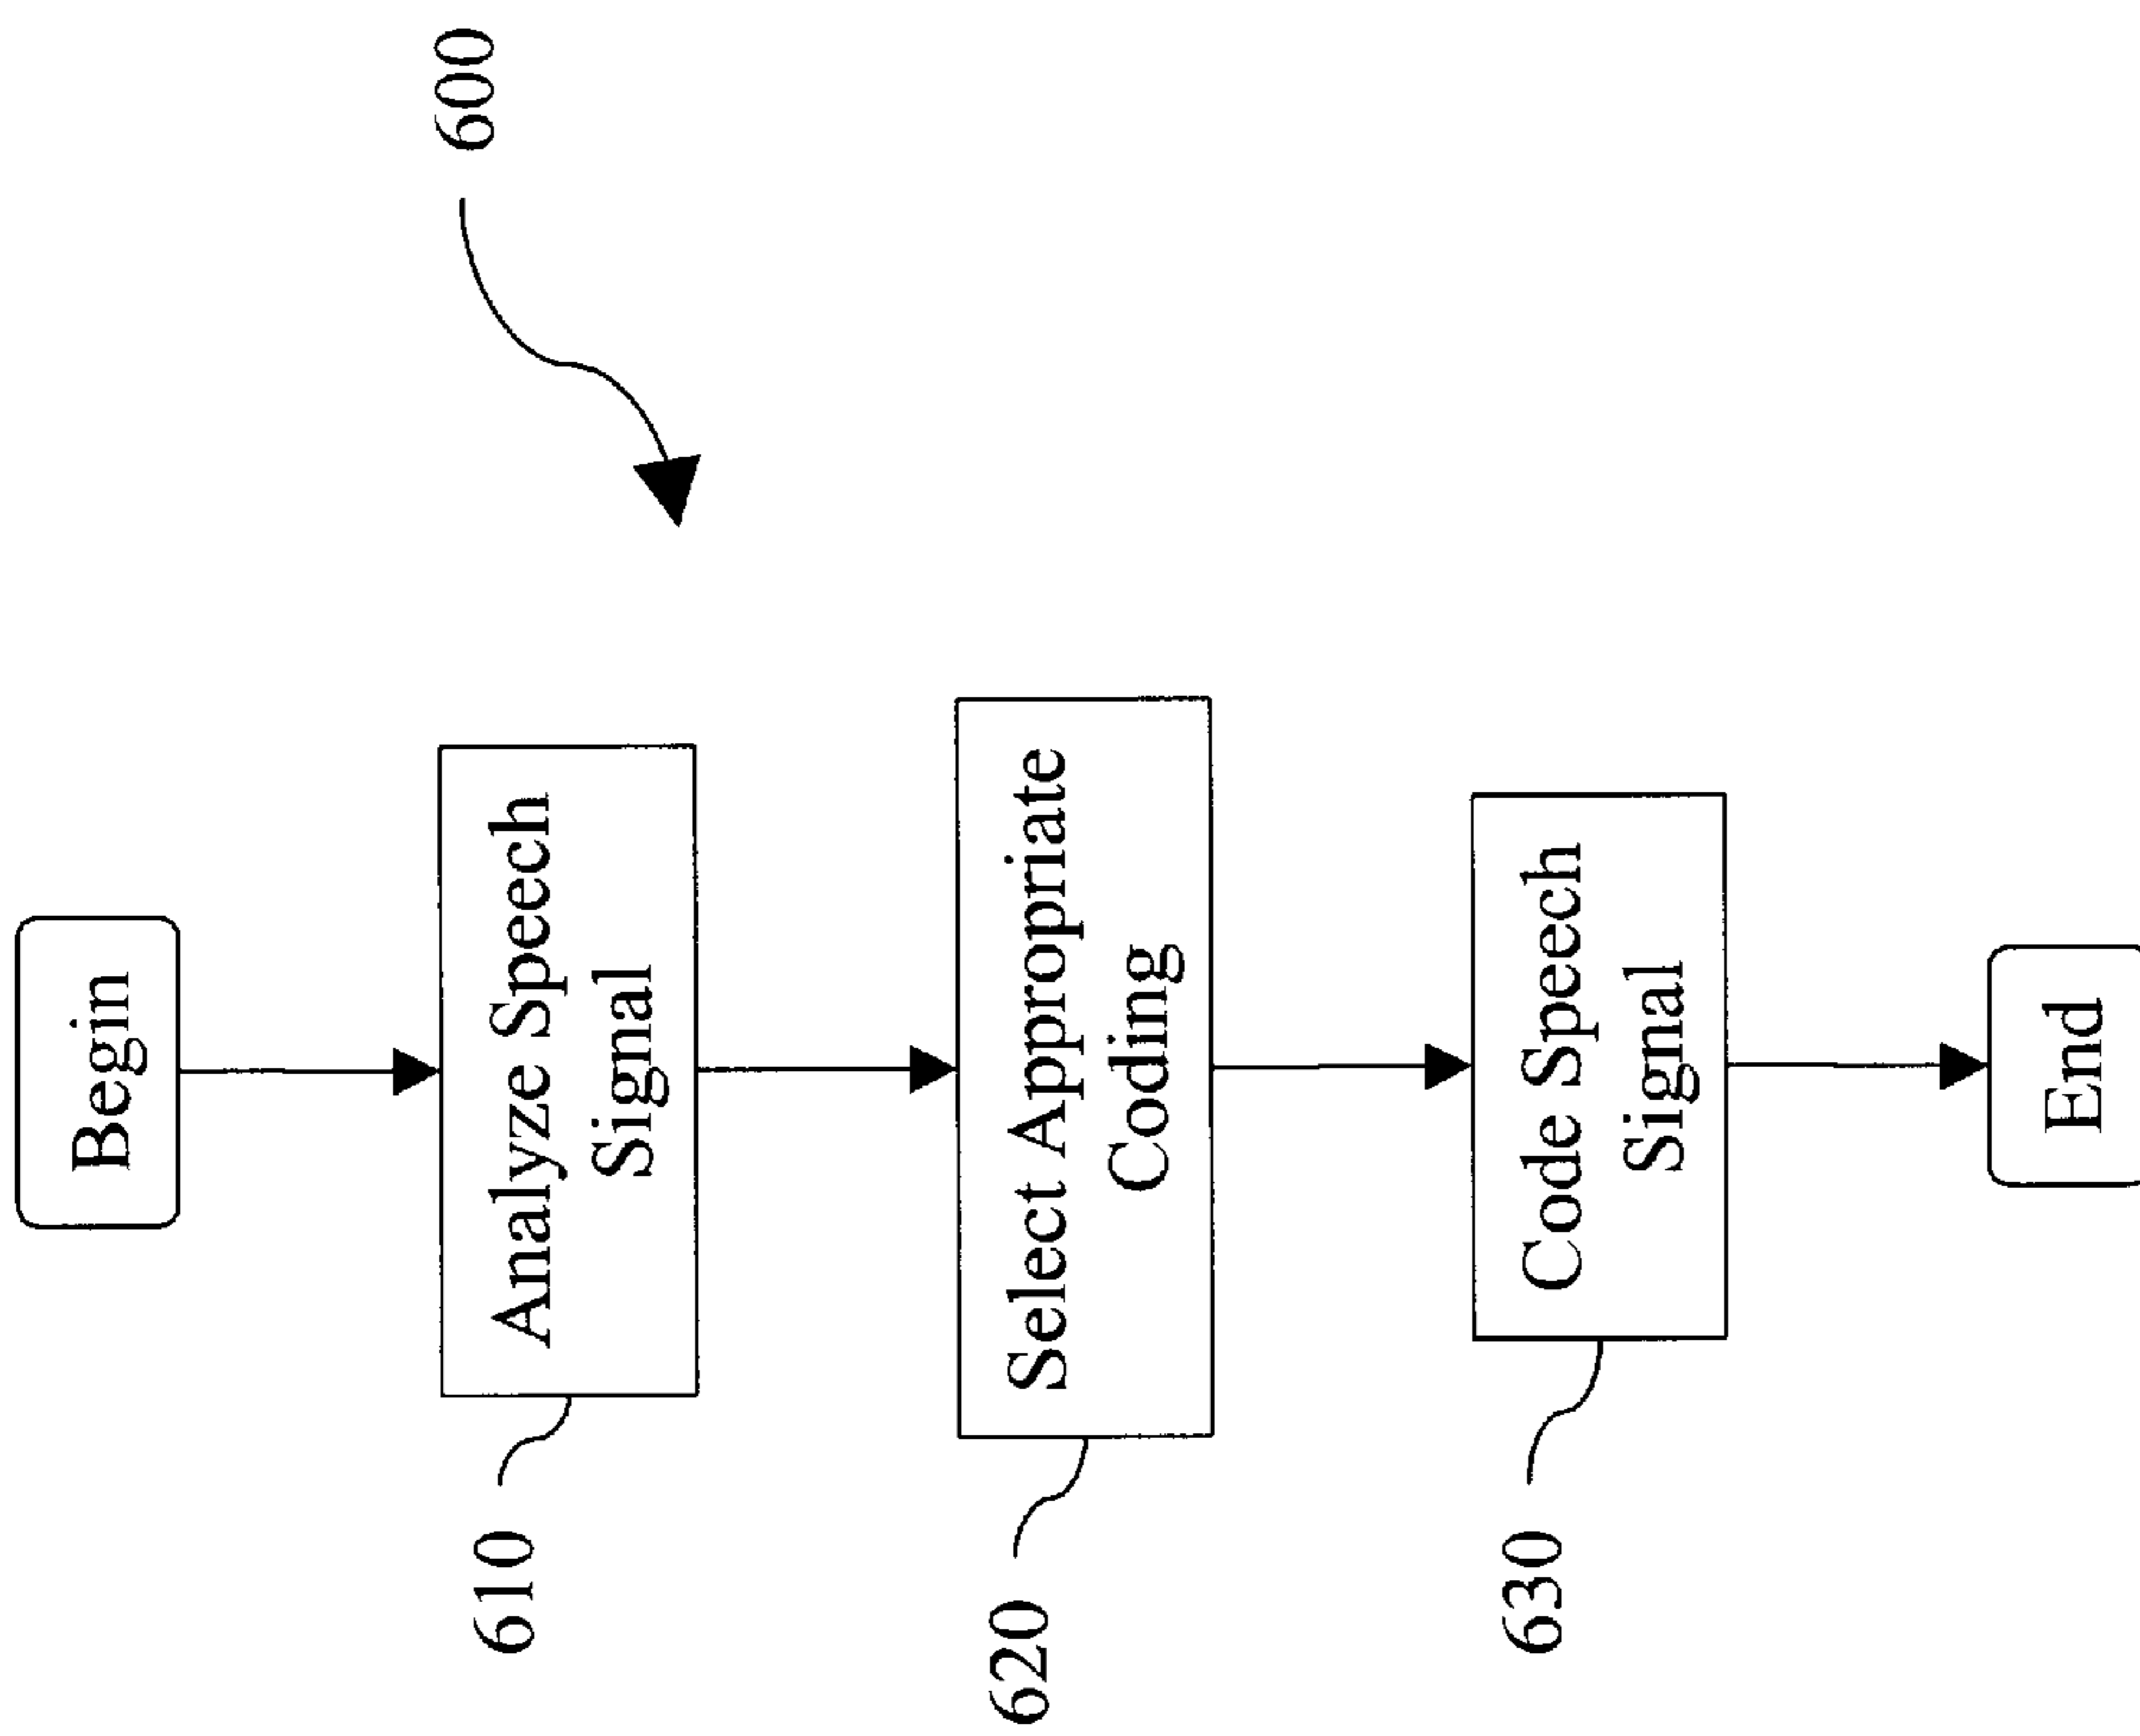 600
Begin
610
Analyze Speech
Signal
620
Select Appropriate
Coding
630
Code Speech
Signal
End